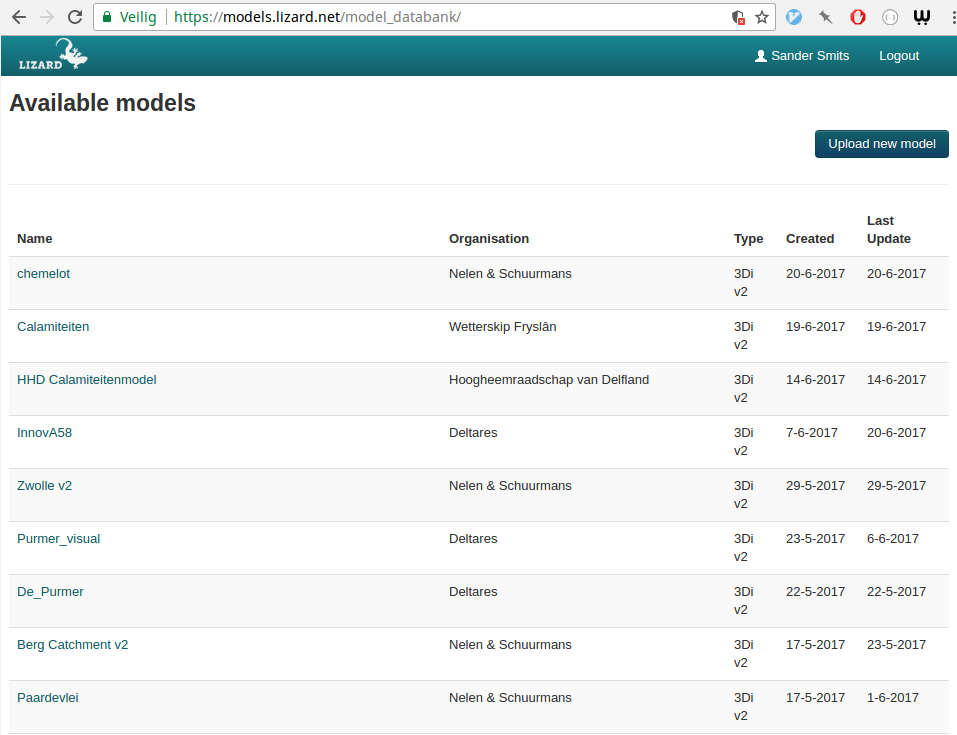 Veilig https://models.lizard.net/model_databank/
LIZARD Sander Smits Logout
Available models
Upload new model
Name Organisation Type Created Last Update
chemelot Nelen & Schuurmans 3Di v2 20-6-2017 20-6-2017
Calamiteiten Wetterskip Fryslân 3Di v2 19-6-2017 19-6-2017
HHD Calamiteitenmodel Hoogheemraadschap van Delfland 3Di v2 14-6-2017 14-6-2017
InnovA58 Deltares 3Di v2 7-6-2017 20-6-2017
Zwolle v2 Nelen & Schuurmans 3Di v2 29-5-2017 29-5-2017
Purmer_visual Deltares 3Di v2 23-5-2017 6-6-2017
De_Purmer Deltares 3Di v2 22-5-2017 22-5-2017
Berg Catchment v2 Nelen & Schuurmans 3Di v2 17-5-2017 23-5-2017
Paardevlei Nelen & Schuurmans 3Di v2 17-5-2017 1-6-2017